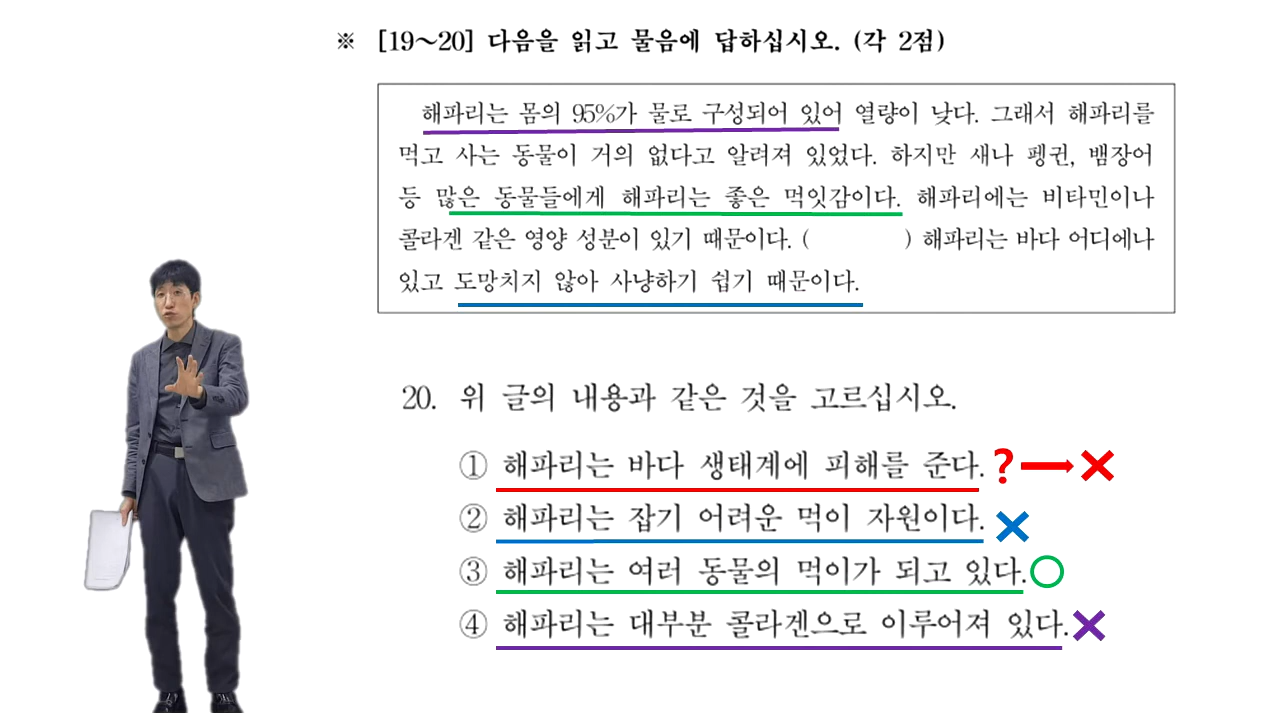 ※ [19～20] 다음을 읽고 물음에 답하십시오. (각 2점)
해파리는 몸의 95%가 물로 구성되어 있어 열량이 낮다. 그래서 해파리를
먹고 사는 동물이 거의 없다고 알려져 있었다. 하지만 새나 펭귄, 뱀장어
등 많은 동물들에게 해파리는 좋은 먹잇감이다. 해파리에는 비타민이나
콜라겐 같은 영양 성분이 있기 때문이다. (          ) 해파리는 바다 어디에나
있고 도망치지 않아 사냥하기 쉽기 때문이다.
20. 위 글의 내용과 같은 것을 고르십시오.
① 해파리는 바다 생태계에 피해를 준다. ?
② 해파리는 잡기 어려운 먹이 자원이다.
③ 해파리는 여러 동물의 먹이가 되고 있다.
④ 해파리는 대부분 콜라겐으로 이루어져 있다.